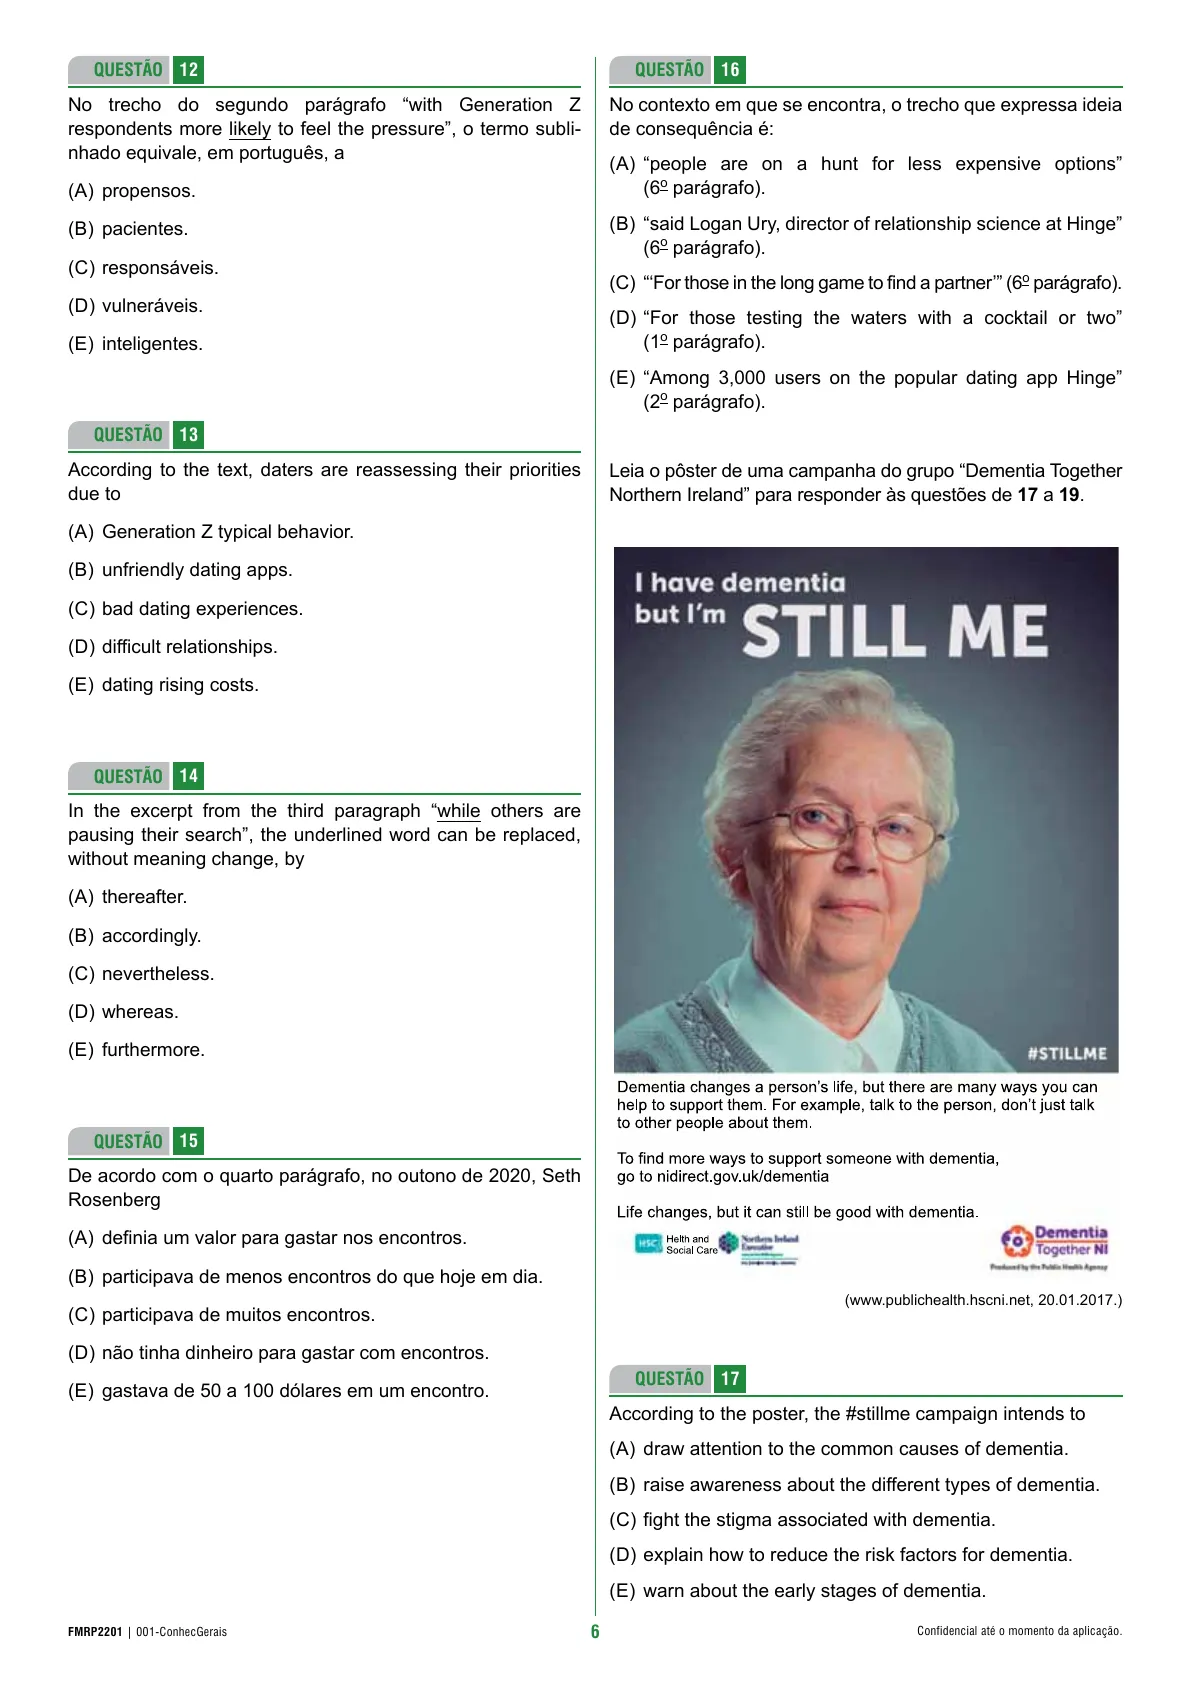 QUESTÃO 12
No trecho do segundo parágrafo “with Generation Z
respondents more likely to feel the pressure”, o termo subli-
nhado equivale, em português, a
(A) propensos.
(B) pacientes.
(C) responsáveis.
(D) vulneráveis.
(E) inteligentes.
QUESTÃO 13
According to the text, daters are reassessing their priorities
due to
(A) Generation Z typical behavior.
(B) unfriendly dating apps.
(C) bad dating experiences.
(D) difficult relationships.
(E) dating rising costs.
QUESTÃO 14
In the excerpt from the third paragraph “while others are
pausing their search”, the underlined word can be replaced,
without meaning change, by
(A) thereafter.
(B) accordingly.
(C) nevertheless.
(D) whereas.
(E) furthermore.
QUESTÃO 15
De acordo com o quarto parágrafo, no outono de 2020, Seth
Rosenberg
(A) definia um valor para gastar nos encontros.
(B) participava de menos encontros do que hoje em dia.
(C) participava de muitos encontros.
(D) não tinha dinheiro para gastar com encontros.
(E) gastava de 50 a 100 dólares em um encontro.
QUESTÃO 16
No contexto em que se encontra, o trecho que expressa ideia
de consequência é:
(A) “people are on a hunt for less expensive options”
(6º parágrafo).
(B) “said Logan Ury, director of relationship science at Hinge”
(6º parágrafo).
(C) “‘For those in the long game to find a partner’” (6º parágrafo).
(D) “For those testing the waters with a cocktail or two”
(1º parágrafo).
(E) “Among 3,000 users on the popular dating app Hinge”
(2º parágrafo).
Leia o pôster de uma campanha do grupo “Dementia Together
Northern Ireland” para responder às questões de 17 a 19.
I have dementia
but I’m STILL ME
#STILLME
Dementia changes a person’s life, but there are many ways you can
help to support them. For example, talk to the person, don’t just talk
to other people about them.
To find more ways to support someone with dementia,
go to nidirect.gov.uk/dementia
Life changes, but it can still be good with dementia.
HSC Helth and
Social Care
Northern Ireland
Executive
Dementia
Together NI
Produced by the Public Health Agency
(www.publichealth.hscni.net, 20.01.2017.)
QUESTÃO 17
According to the poster, the #stillme campaign intends to
(A) draw attention to the common causes of dementia.
(B) raise awareness about the different types of dementia.
(C) fight the stigma associated with dementia.
(D) explain how to reduce the risk factors for dementia.
(E) warn about the early stages of dementia.
FMRP2201 | 001-ConhecGerais
6
Confidencial até o momento da aplicação.